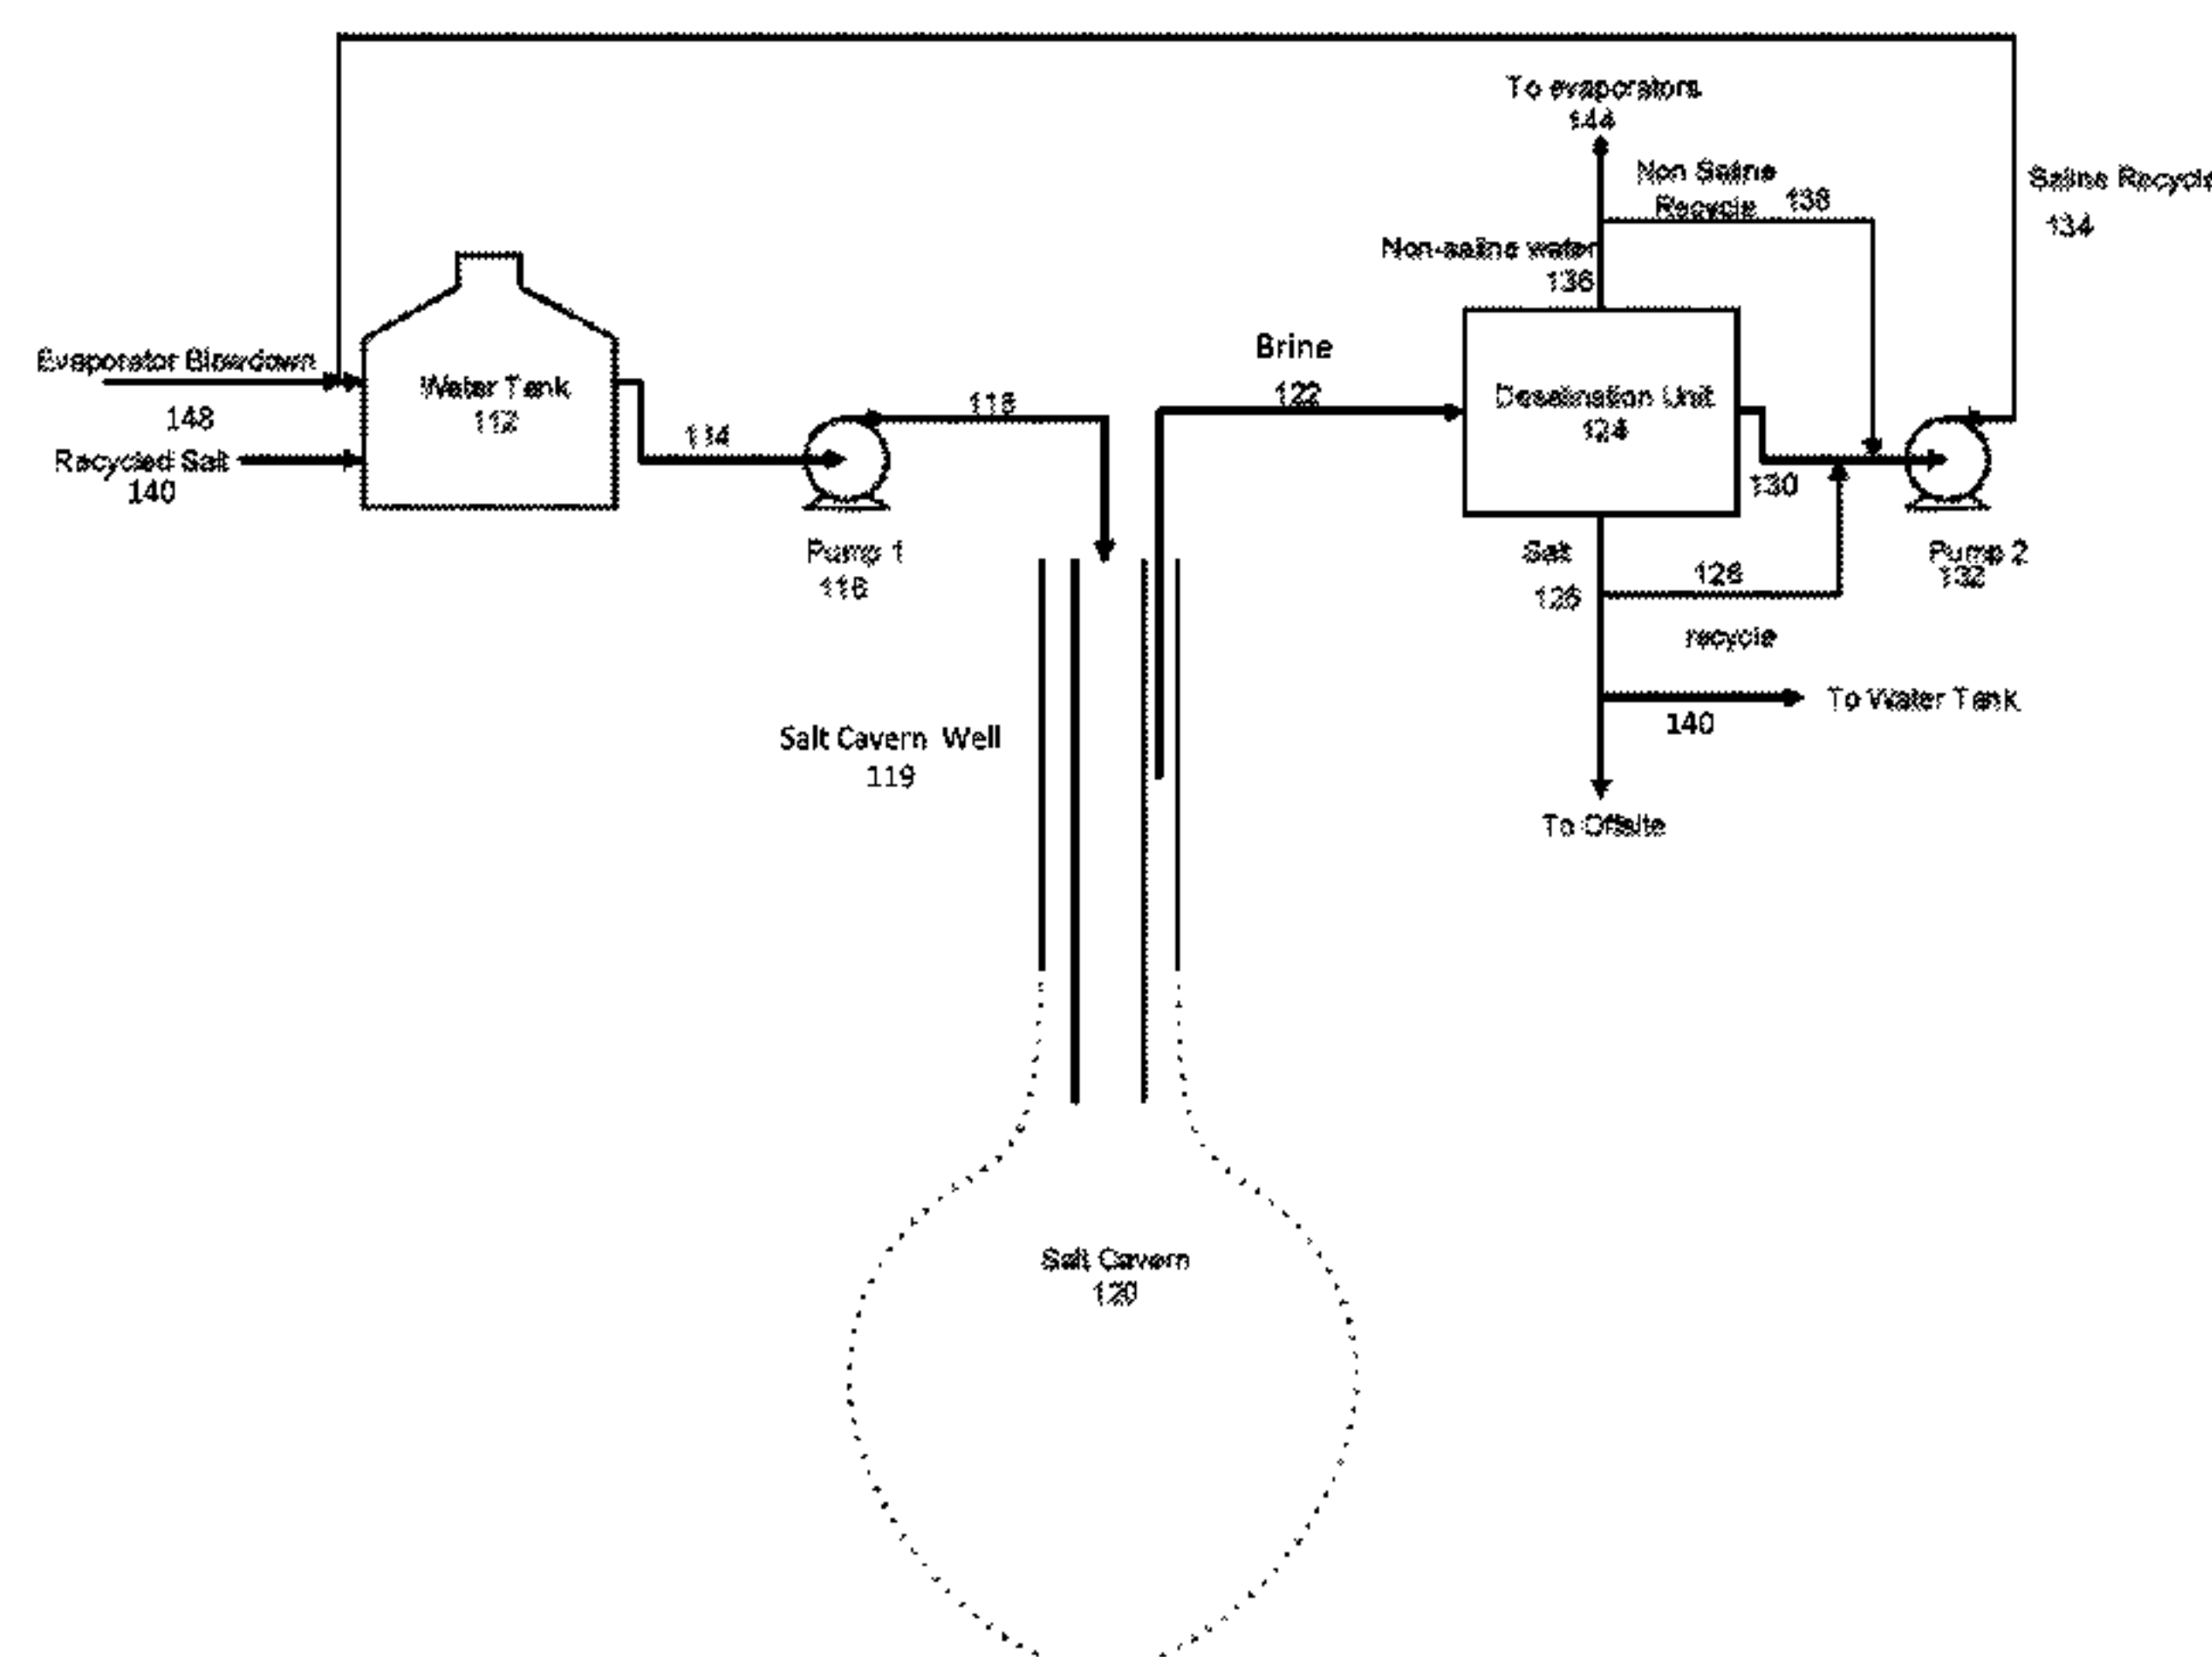 To evaporators
144
Non Saline
Recycle 138
Saline Recycle
134
Non-saline water
136
Evaporator Blowdown
148
Water Tank
112
Recycled Salt
140
114
118
Pump 1
116
Brine
122
Desalination Unit
124
130
Pump 2
132
Salt
126
128
recycle
To Water Tank
140
To Offsite
Salt Cavern Well
119
Salt Cavern
120